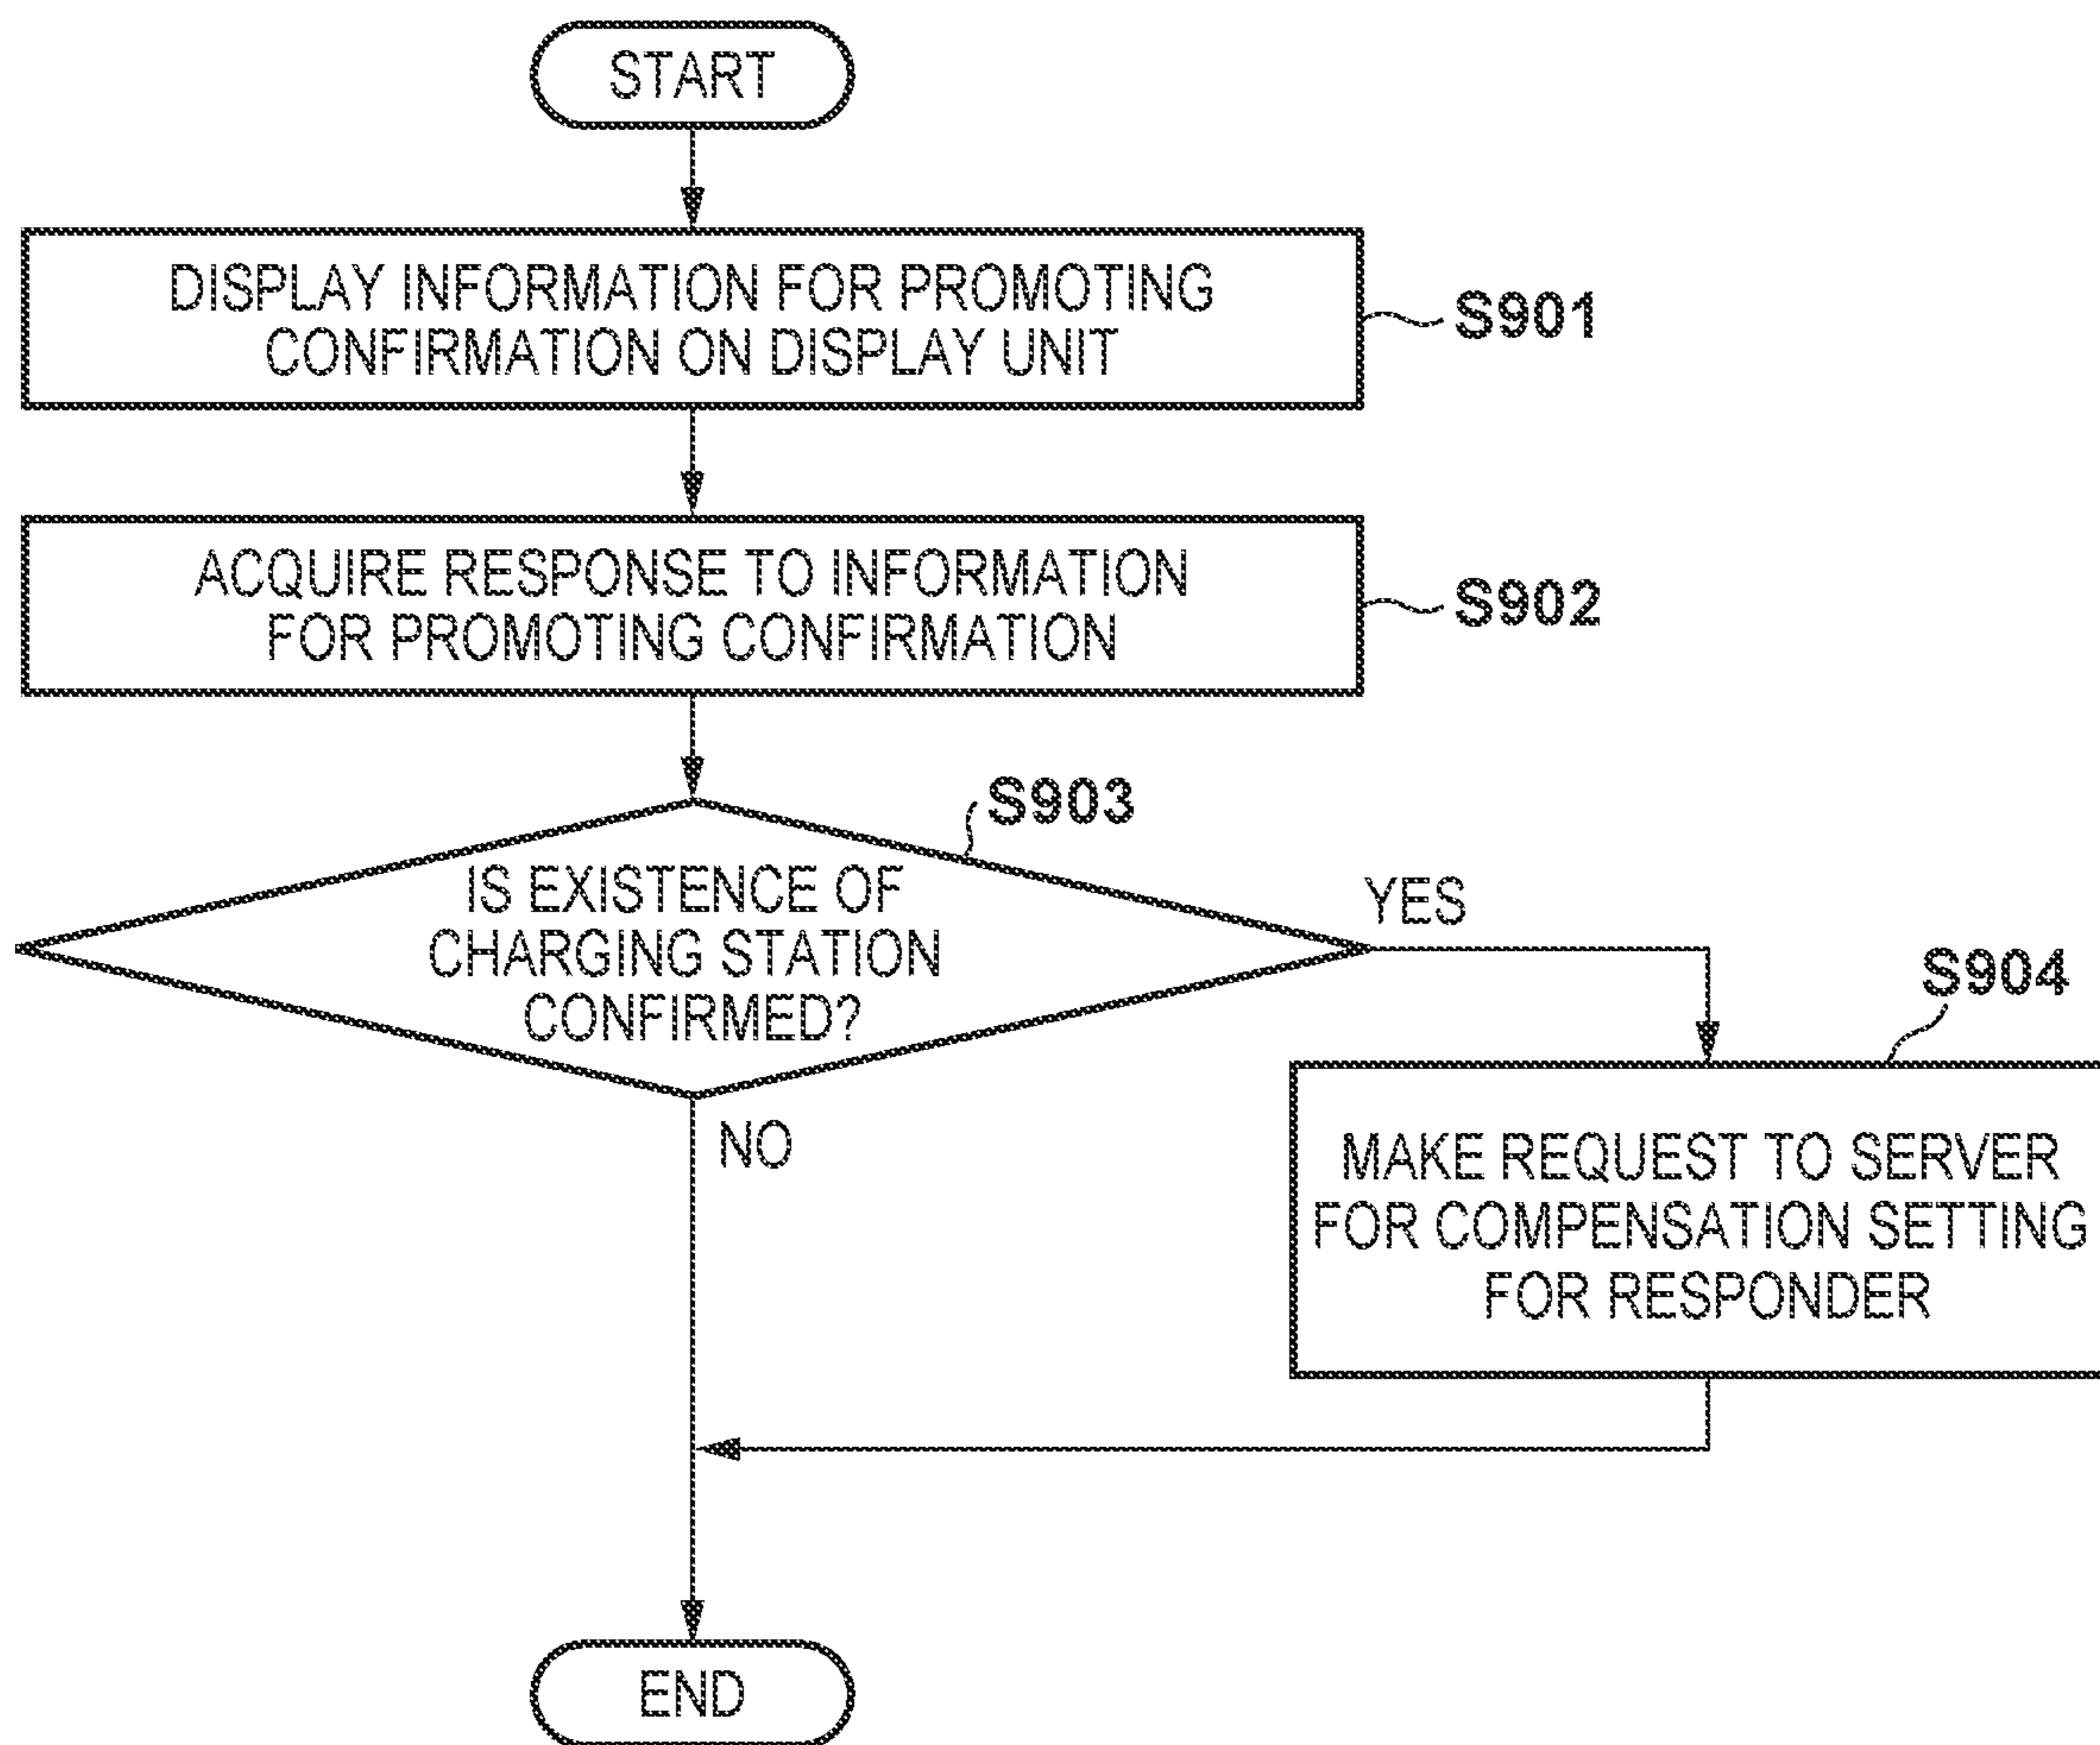 START
DISPLAY INFORMATION FOR PROMOTING
CONFIRMATION ON DISPLAY UNIT
S901
ACQUIRE RESPONSE TO INFORMATION
FOR PROMOTING CONFIRMATION
S902
S903
IS EXISTENCE OF
CHARGING STATION
CONFIRMED?
YES
NO
S904
MAKE REQUEST TO SERVER
FOR COMPENSATION SETTING
FOR RESPONDER
END